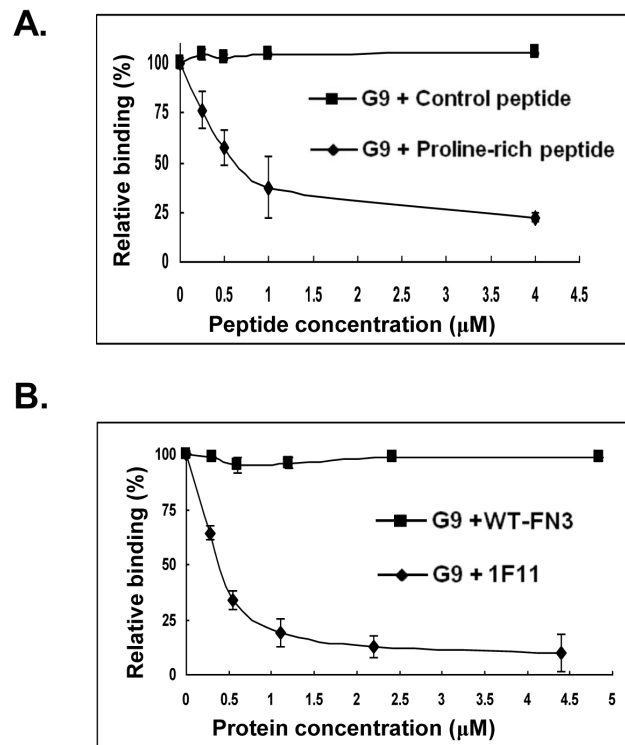 A.
Relative binding (%)
100
75
50
25
0
G9 + Control peptide
G9 + Proline-rich peptide
0 0.5 1 1.5 2 2.5 3 3.5 4 4.5
Peptide concentration (μM)
B.
Relative binding (%)
100
75
50
25
0
G9 +WT-FN3
G9 + 1F11
0 0.5 1 1.5 2 2.5 3 3.5 4 4.5 5
Protein concentration (μM)